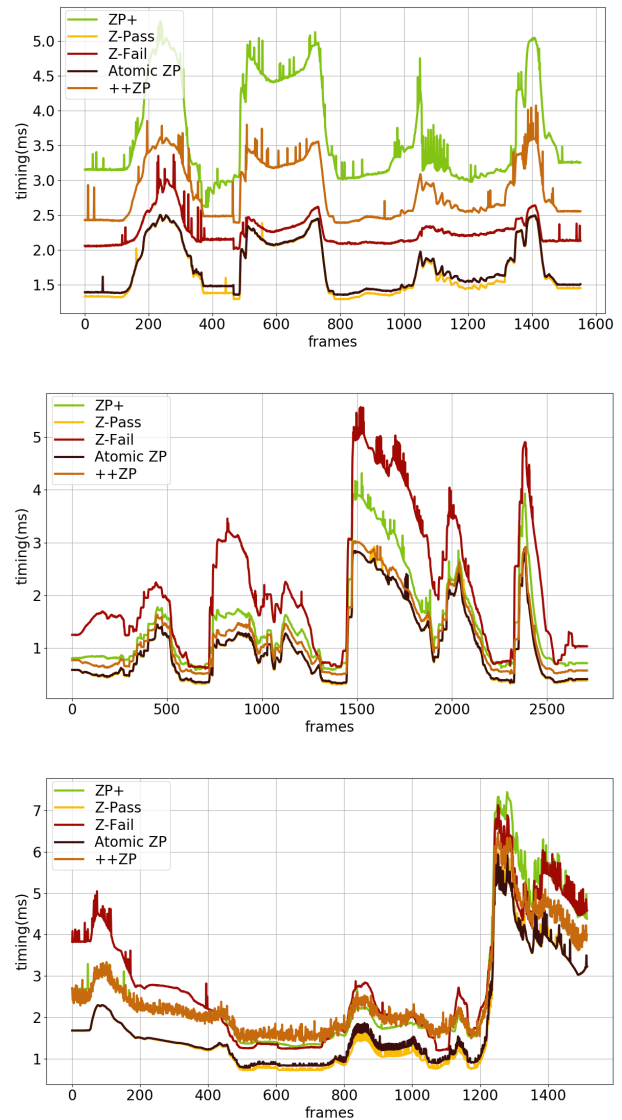 ZP+
Z-Pass
Z-Fail
Atomic ZP
++ZP
timing(ms)
5.0
4.5
4.0
3.5
3.0
2.5
2.0
1.5
0 200 400 600 800 1000 1200 1400 1600
frames
ZP+
Z-Pass
Z-Fail
Atomic ZP
++ZP
timing(ms)
5
4
3
2
1
0 500 1000 1500 2000 2500
frames
ZP+
Z-Pass
Z-Fail
Atomic ZP
++ZP
timing(ms)
7
6
5
4
3
2
1
0 200 400 600 800 1000 1200 1400
frames